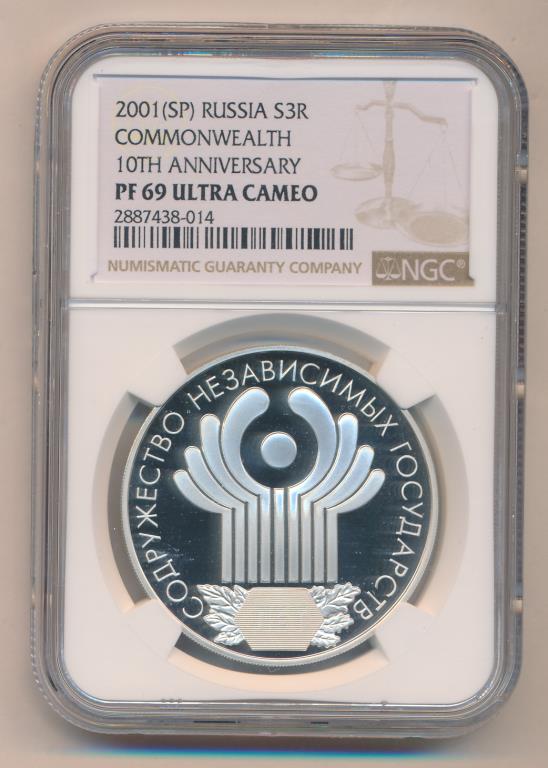 2001(SP) RUSSIA S3R
COMMONWEALTH
10TH ANNIVERSARY
PF 69 ULTRA CAMEO
2887438-014
NUMISMATIC GUARANTY COMPANY
NGC®
СОДРУЖЕСТВО НЕЗАВИСИМЫХ ГОСУДАРСТВ